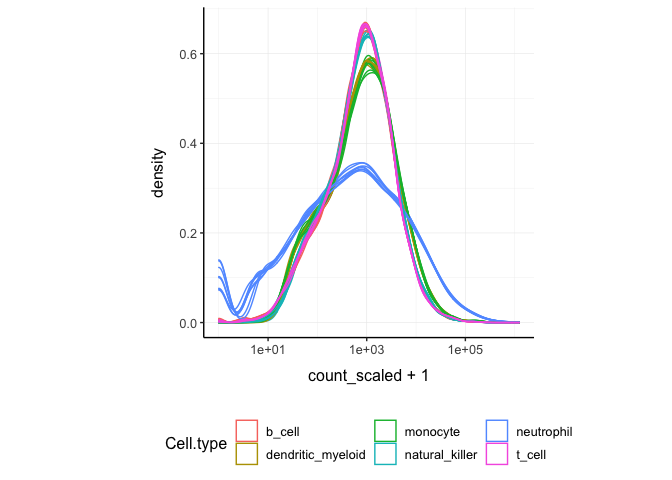 0.6
0.4
0.2
0.0
density
1e+01 1e+03 1e+05
count_scaled + 1
Cell.type
b_cell monocyte neutrophil
dendritic_myeloid natural_killer t_cell